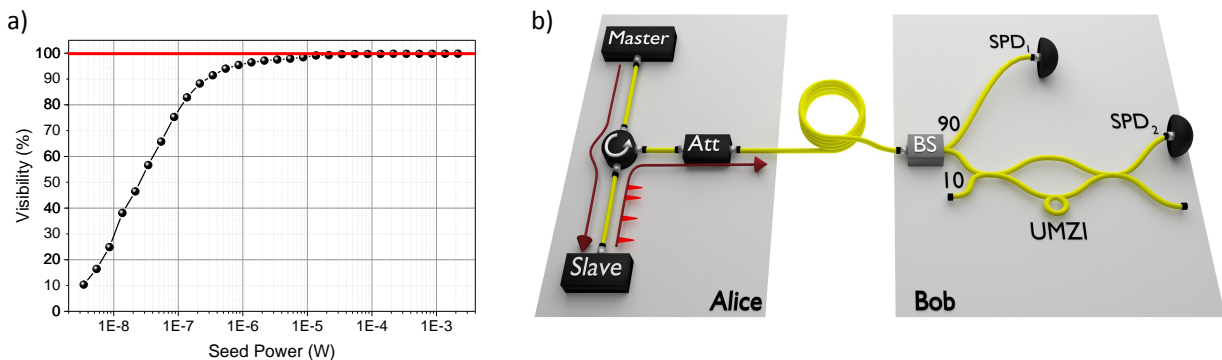 a)
100
90
80
70
60
50
40
30
20
10
0
Visibility (%)
1E-8
1E-7
1E-6
1E-5
1E-4
1E-3
Seed Power (W)
b)
Master
Att
Slave
Alice
SPD1
SPD2
90
BS
10
UMZI
Bob